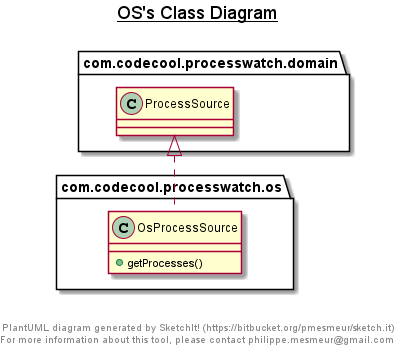 OS's Class Diagram
com.codecool.processwatch.domain
C ProcessSource
com.codecool.processwatch.os
C OsProcessSource
getProcesses()
PlantUML diagram generated by SketchIt! (https://bitbucket.org/pmesmeur/sketch.it)
For more information about this tool, please contact philippe.mesmeur@gmail.com